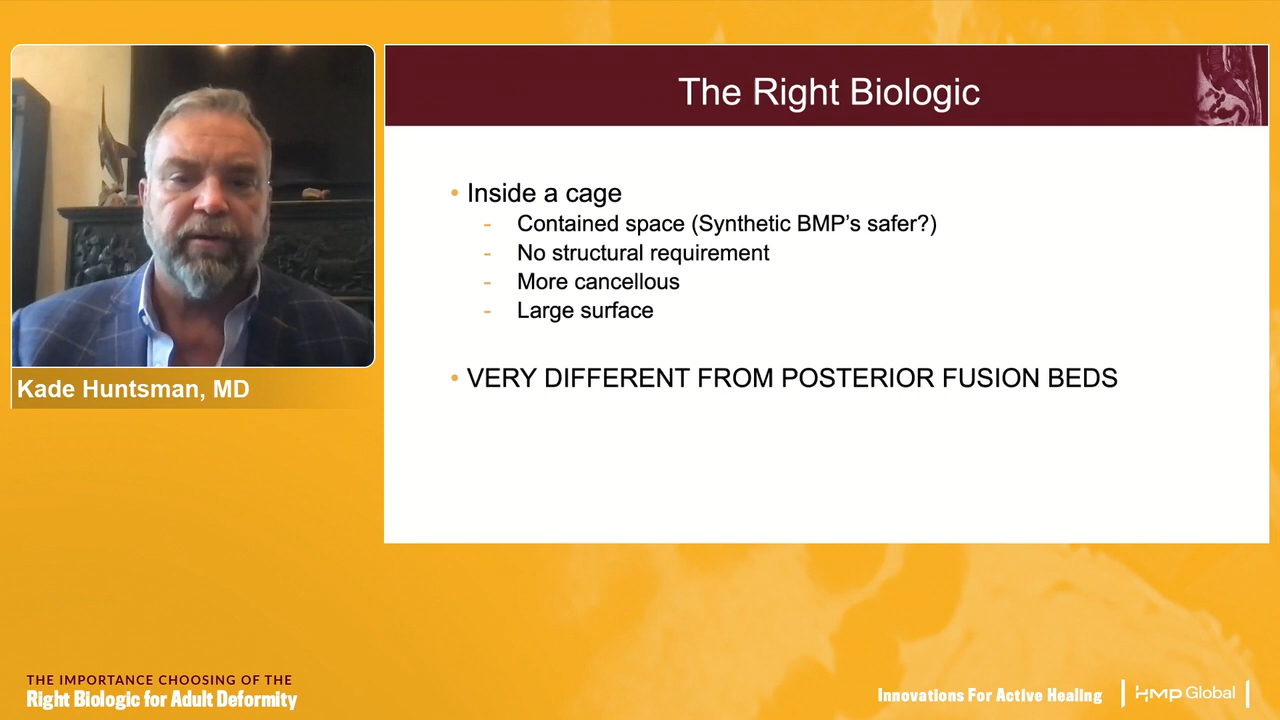 The Right Biologic
• Inside a cage
- Contained space (Synthetic BMP's safer?)
- No structural requirement
- More cancellous
- Large surface
• VERY DIFFERENT FROM POSTERIOR FUSION BEDS
Kade Huntsman, MD
THE IMPORTANCE CHOOSING OF THE
Right Biologic for Adult Deformity
Innovations For Active Healing
HMP Global